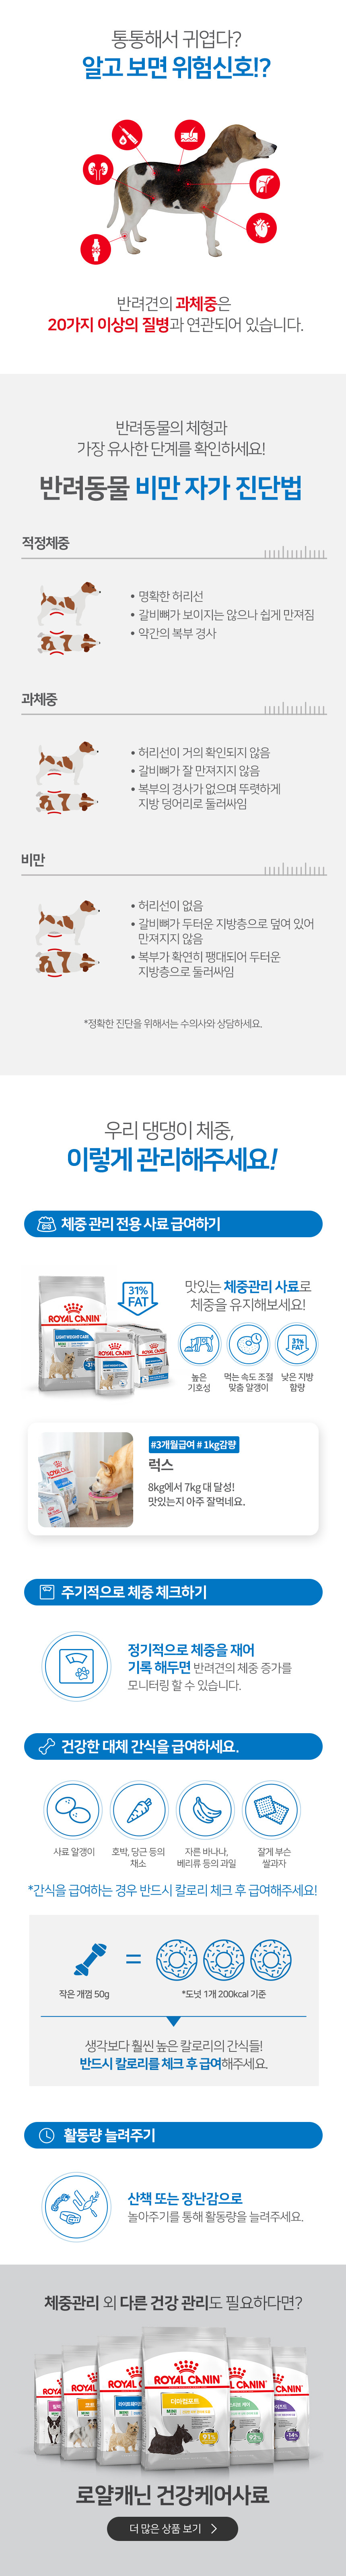 통통해서 귀엽다?
알고 보면 위험신호!?
반려견의 과체중은
20가지 이상의 질병과 연관되어 있습니다.
반려동물의 체형과
가장 유사한 단계를 확인하세요!
반려동물 비만 자가 진단법
적정체중
• 명확한 허리선
• 갈비뼈가 보이지는 않으나 쉽게 만져짐
• 약간의 복부 경사
과체중
• 허리선이 거의 확인되지 않음
• 갈비뼈가 잘 만져지지 않음
• 복부의 경사가 없으며 뚜렷하게
지방 덩어리로 둘러싸임
비만
• 허리선이 없음
• 갈비뼈가 두터운 지방층으로 덮여 있어
만져지지 않음
• 복부가 확연히 팽대되어 두터운
지방층으로 둘러싸임
*정확한 진단을 위해서는 수의사와 상담하세요.
우리 댕댕이 체중,
이렇게 관리해주세요!
체중 관리 전용 사료 급여하기
31%
FAT
ROYAL CANIN
LIGHT WEIGHT CARE
ROYAL CANIN
ROYAL CANIN
맛있는 체중관리 사료로
체중을 유지해보세요!
31%
FAT
높은
기호성
먹는 속도 조절
맞춤 알갱이
낮은 지방
함량
#3개월급여 #1kg감량
럭스
8kg에서 7kg 대 달성!
맛있는지 아주 잘먹네요.
주기적으로 체중 체크하기
정기적으로 체중을 재어
기록 해두면 반려견의 체중 증가를
모니터링 할 수 있습니다.
건강한 대체 간식을 급여하세요.
사료 알갱이
호박, 당근 등의
채소
자른 바나나,
베리류 등의 과일
잘게 부순
쌀과자
*간식을 급여하는 경우 반드시 칼로리 체크 후 급여해주세요!
=
작은 개껌 50g
*도넛 1개 200kcal 기준
생각보다 훨씬 높은 칼로리의 간식들!
반드시 칼로리를 체크 후 급여해주세요.
활동량 늘려주기
산책 또는 장난감으로
놀아주기를 통해 활동량을 늘려주세요.
체중관리 외 다른 건강 관리도 필요하다면?
ROYAL CANIN
더마컴포트
MINI
91%
로얄캐닌 건강케어사료
더 많은 상품 보기 >